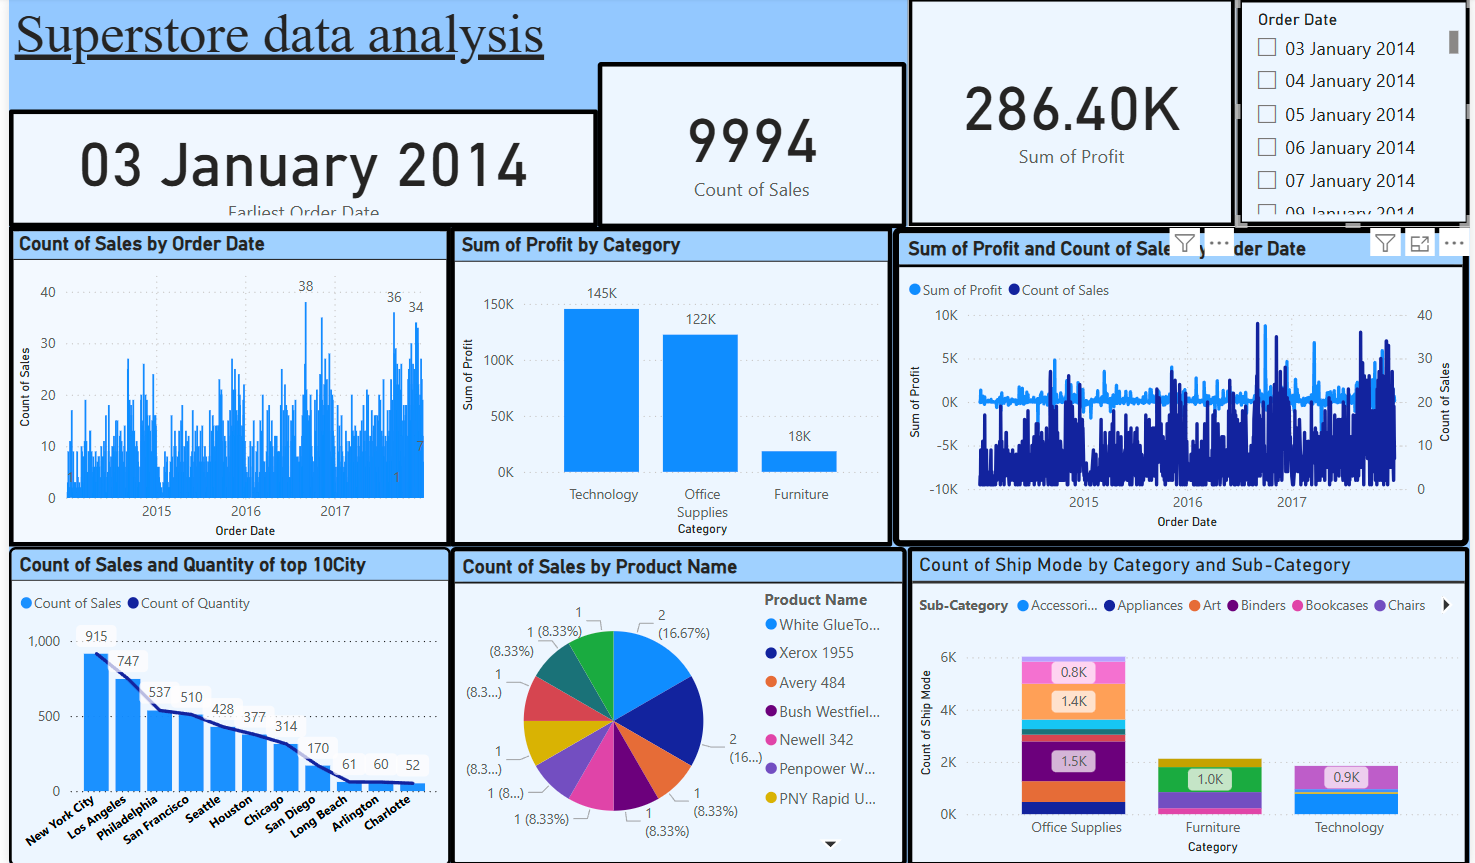 Superstore data analysis
03 January 2014
Earliest Order Date
9994
Count of Sales
286.40K
Sum of Profit
Order Date
03 January 2014
04 January 2014
05 January 2014
06 January 2014
07 January 2014
09 January 2014
Count of Sales by Order Date
Count of Sales
40
30
20
10
0
38
36
34
7
1
2015
2016
2017
Order Date
Sum of Profit by Category
Sum of Profit
150K
100K
50K
0K
145K
122K
18K
Technology
Office
Supplies
Furniture
Category
Sum of Profit and Count of Sale y der Date
Sum of Profit
Count of Sales
Sum of Profit
10K
5K
0K
-5K
-10K
40
30
20
10
0
Count of Sales
2015
2016
2017
Order Date
Count of Sales and Quantity of top 10City
Count of Sales
Count of Quantity
1,000
500
0
915
747
537
510
428
377
314
170
61
60
52
New York City
Los Angeles
Philadelphia
San Francisco
Seattle
Houston
Chicago
San Diego
Long Beach
Arlington
Charlotte
Count of Sales by Product Name
2
(16.67%)
2
(16...)
1
(8.33%)
1
(8.33%)
1 (8.33%)
1 (8...)
1
(8.3...)
1
(8.3...)
1
(8.33%)
1 (8.33%)
Product Name
White GlueTo...
Xerox 1955
Avery 484
Bush Westfiel...
Newell 342
Penpower W...
PNY Rapid U...
Count of Ship Mode by Category and Sub-Category
Sub-Category
Accessori...
Appliances
Art
Binders
Bookcases
Chairs
Count of Ship Mode
6K
4K
2K
0K
0.8K
1.4K
1.5K
1.0K
0.9K
Office Supplies
Furniture
Technology
Category